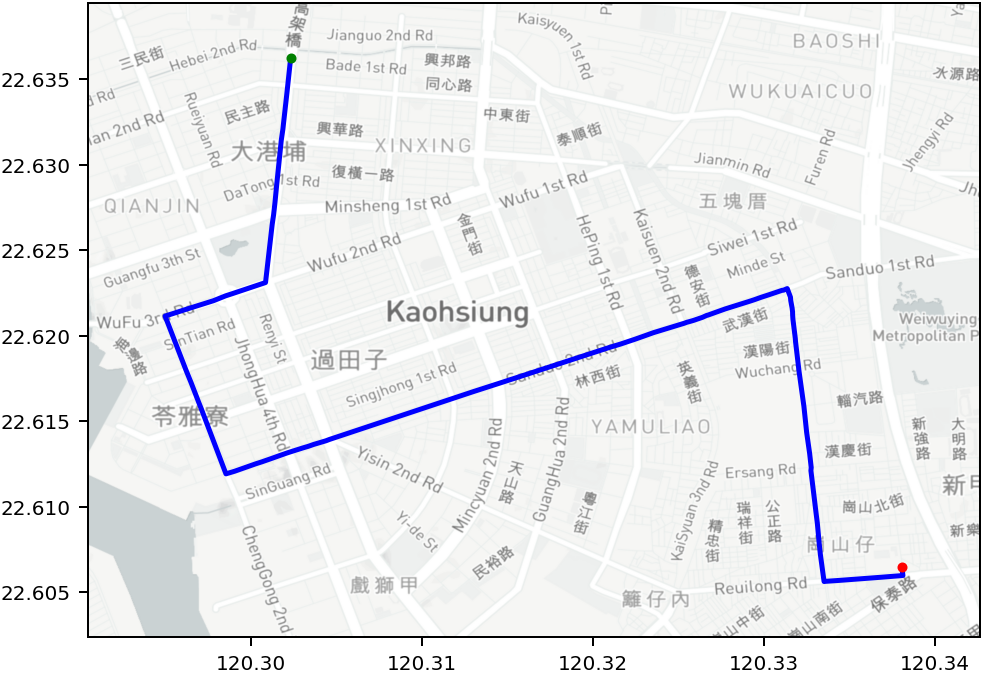 高架橋
Kaisyuen 1st Rd
三民街
Hebei 2nd Rd
Jianguo 2nd Rd
BAOSHI
興邦路
Bade 1st Rd
同心路
水源路
22.635
WUKUAICUO
Rueiyuan Rd
民主路
中東街
泰順街
an 2nd Rd
興華路
XINXING
大港埔
Furen Rd
Jhengyi Rd
Jianmin Rd
22.630
復橫一路
DaTong 1st Rd
Wufu 1st Rd
五塊厝
QIANJIN
Minsheng 1st Rd
金門街
HePing 1st Rd
Kaisuen 2nd Rd
22.625
Wufu 2nd Rd
Siwei 1st Rd
Guangfu 3th St
德安街
Minde St
Sanduo 1st Rd
WuFu 3rd Rd
Kaohsiung
武漢街
Weiwuying
Metropolitan P
22.620
SinTian Rd
Renyi St
海邊路
JhongHua 4th Rd
過田子
Sanduo 2nd Rd
漢陽街
Wuchang Rd
Singjhong 1st Rd
林西街
英義街
輜汽路
22.615
苓雅寮
YAMULIAO
新強路
大明路
漢慶街
Yisin 2nd Rd
SinGuang Rd
天山路
Mincyuan 2nd Rd
GuangHua 2nd Rd
KaiSyuan 3rd Rd
Ersang Rd
22.610
粵江街
瑞祥街
公正路
崗山北街
Yi-de St
精忠街
崗山仔
ChengGong 2nd
民裕路
22.605
戲獅甲
Reuilong Rd
保泰路
籬仔內
崗山南街
120.30
120.31
120.32
120.33
120.34